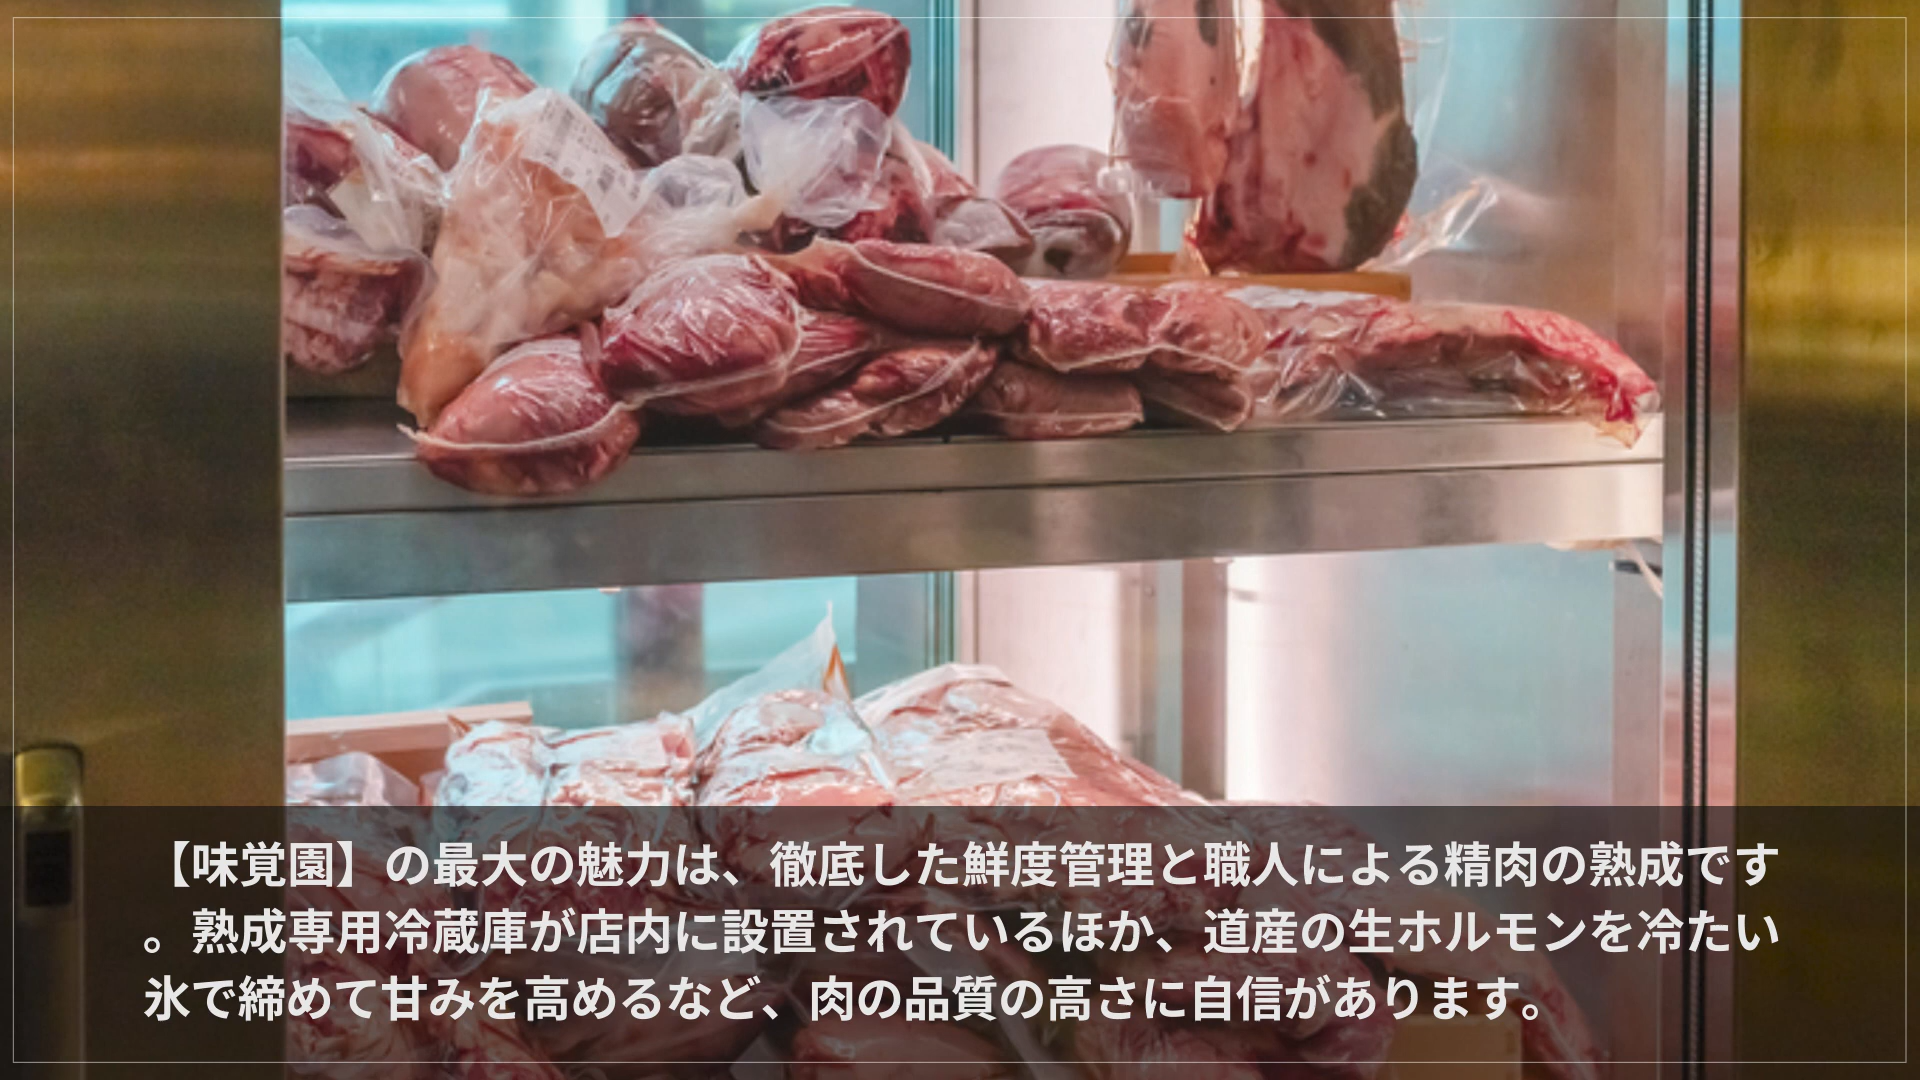 【味覚園】の最大の魅力は、徹底した鮮度管理と職人による精肉の熟成です
。熟成専用冷蔵庫が店内に設置されているほか、道産の生ホルモンを冷たい
氷で締めて甘みを高めるなど、肉の品質の高さに自信があります。